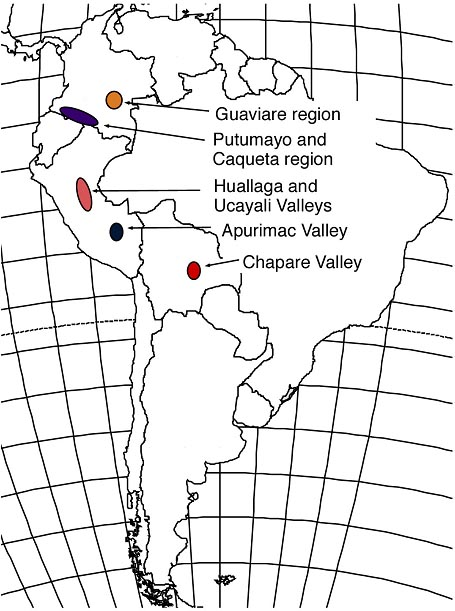 Guaviare region
Putumayo and
Caqueta region
Huallaga and
Ucayali Valleys
Apurimac Valley
Chapare Valley